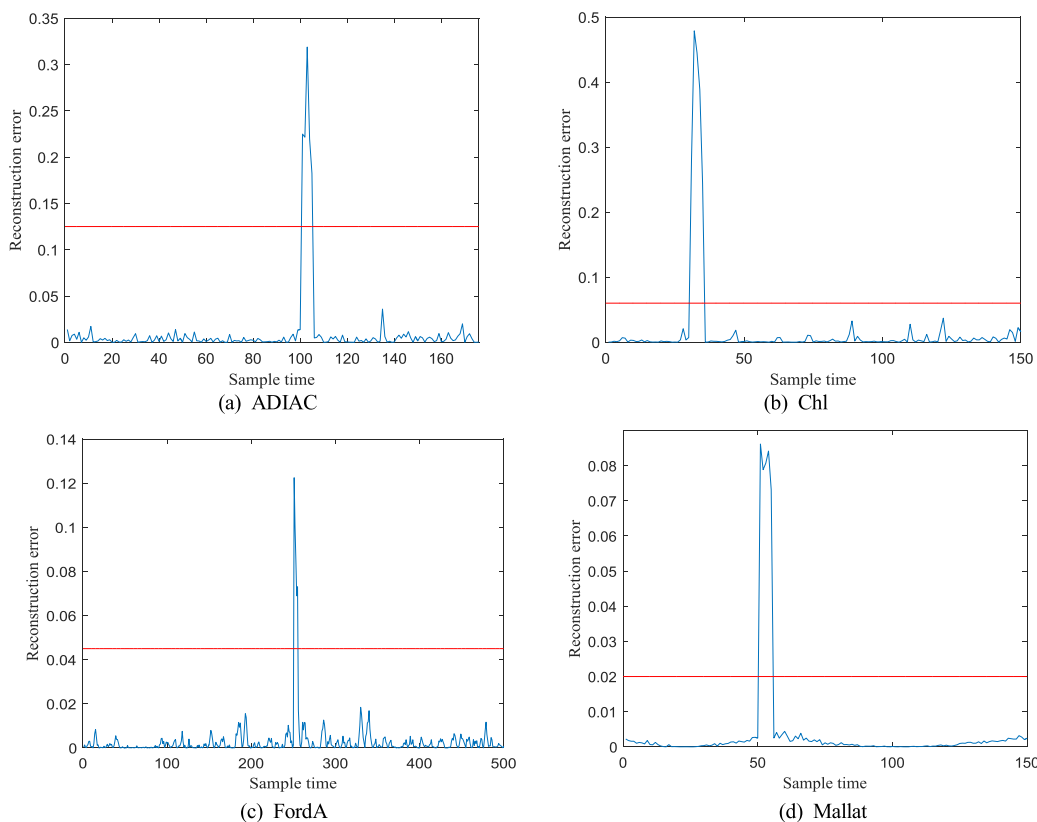 0.35
0.3
0.25
0.2
0.15
0.1
0.05
0
Reconstruction error
0 20 40 60 80 100 120 140 160
Sample time
(a) ADIAC
0.5
0.4
0.3
0.2
0.1
0
Reconstruction error
0 50 100 150
Sample time
(b) Chl
0.14
0.12
0.1
0.08
0.06
0.04
0.02
0
Reconstruction error
0 100 200 300 400 500
Sample time
(c) FordA
0.08
0.07
0.06
0.05
0.04
0.03
0.02
0.01
0
Reconstruction error
0 50 100 150
Sample time
(d) Mallat